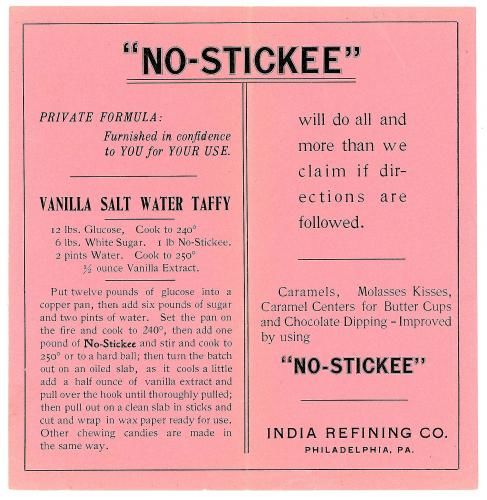 "NO-STICKEE"
PRIVATE FORMULA:
Furnished in confidence
to YOU for YOUR USE.
VANILLA SALT WATER TAFFY
12 lbs. Glucose, Cook to 240°
6 lbs. White Sugar. 1 lb No-Stickee.
2 pints Water. Cook to 250°
½ ounce Vanilla Extract.
Put twelve pounds of glucose into a
copper pan, then add six pounds of sugar
and two pints of water. Set the pan on
the fire and cook to 240°, then add one
pound of No-Stickee and stir and cook to
250° or to a hard ball; then turn the batch
out on an oiled slab, as it cools a little
add a half ounce of vanilla extract and
pull over the hook until thoroughly pulled;
then pull out on a clean slab in sticks and
cut and wrap in wax paper ready for use.
Other chewing candies are made in
the same way.
will do all and
more than we
claim if dir-
ections are
followed.
Caramels, Molasses Kisses,
Caramel Centers for Butter Cups
and Chocolate Dipping - Improved
by using
"NO-STICKEE"
INDIA REFINING CO.
PHILADELPHIA, PA.